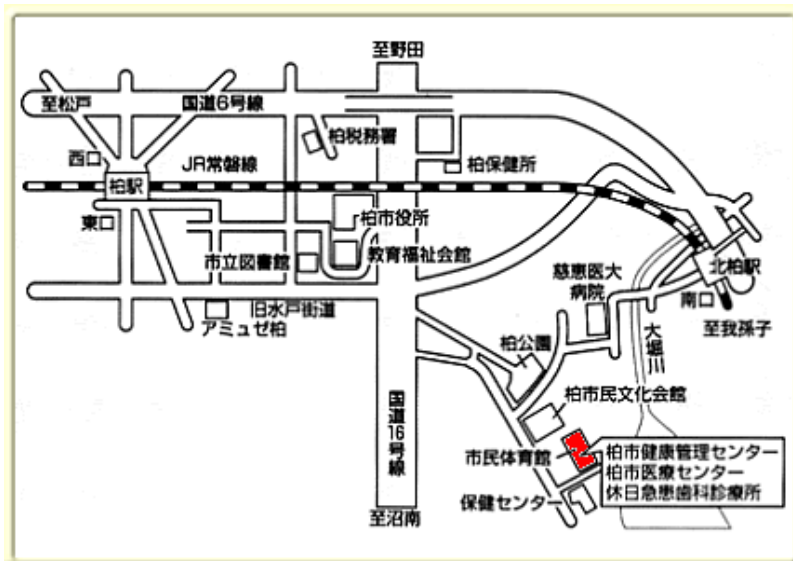 至野田
至松戸
国道6号線
柏税務署
西口
JR常磐線
柏保健所
柏駅
東口
柏市役所
市立図書館
教育福祉会館
慈恵医大
病院
北柏駅
南口
旧水戸街道
アミュゼ柏
至我孫子
大堀川
柏公園
国道16号線
柏市民文化会館
市民体育館
柏市健康管理センター
柏市医療センター
休日急患歯科診療所
保健センター
至沼南